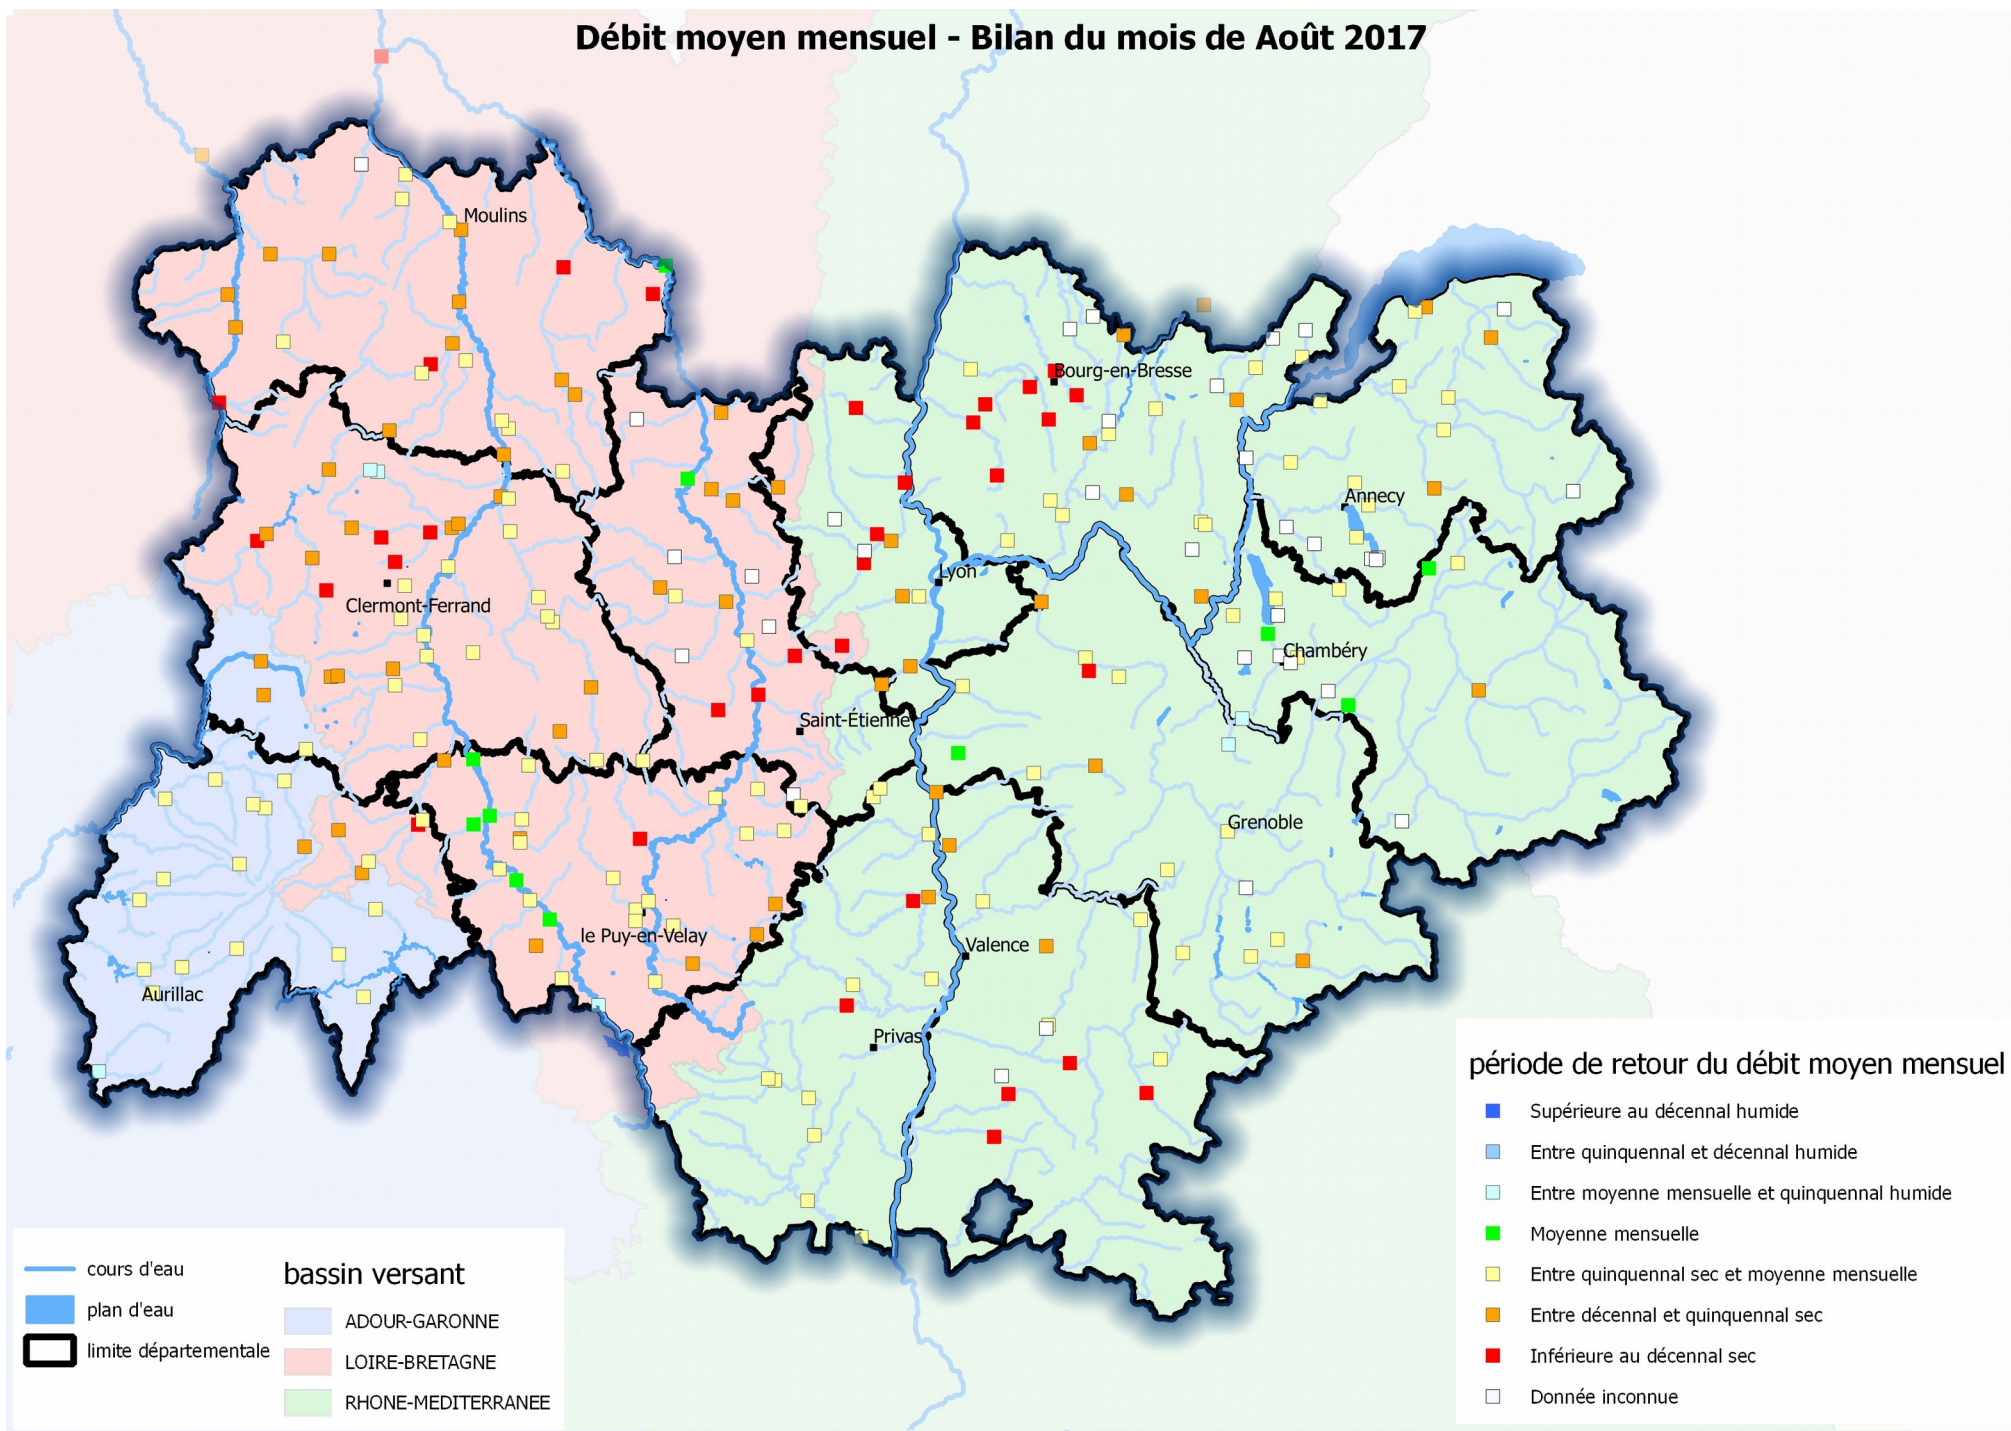 Débit moyen mensuel - Bilan du mois de Août 2017
Moulins
Bourg-en-Bresse
Annecy
Lyon
Clermont-Ferrand
Chambéry
Saint-Étienne
Grenoble
le Puy-en-Velay
Valence
Aurillac
Privas
cours d'eau
plan d'eau
limite départementale
bassin versant
ADOUR-GARONNE
LOIRE-BRETAGNE
RHONE-MEDITERRANEE
période de retour du débit moyen mensuel
Supérieure au décennal humide
Entre quinquennal et décennal humide
Entre moyenne mensuelle et quinquennal humide
Moyenne mensuelle
Entre quinquennal sec et moyenne mensuelle
Entre décennal et quinquennal sec
Inférieure au décennal sec
Donnée inconnue